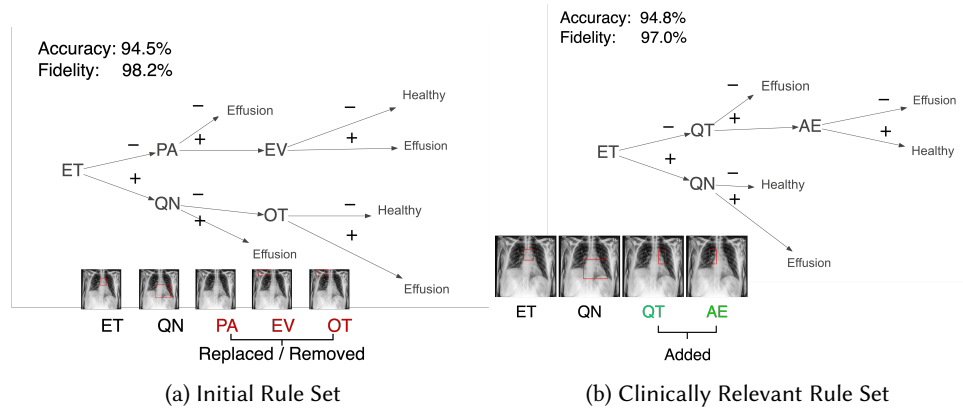 Accuracy: 94.5%
Fidelity: 98.2%
ET
−
+
PA
−
+
Effusion
EV
−
+
Healthy
Effusion
QN
−
+
Effusion
OT
−
+
Healthy
Effusion
ET
QN
PA
EV
OT
Replaced / Removed
(a) Initial Rule Set
Accuracy: 94.8%
Fidelity: 97.0%
ET
−
+
QT
−
+
Effusion
AE
−
+
Effusion
Healthy
QN
−
+
Healthy
Effusion
ET
QN
QT
AE
Added
(b) Clinically Relevant Rule Set